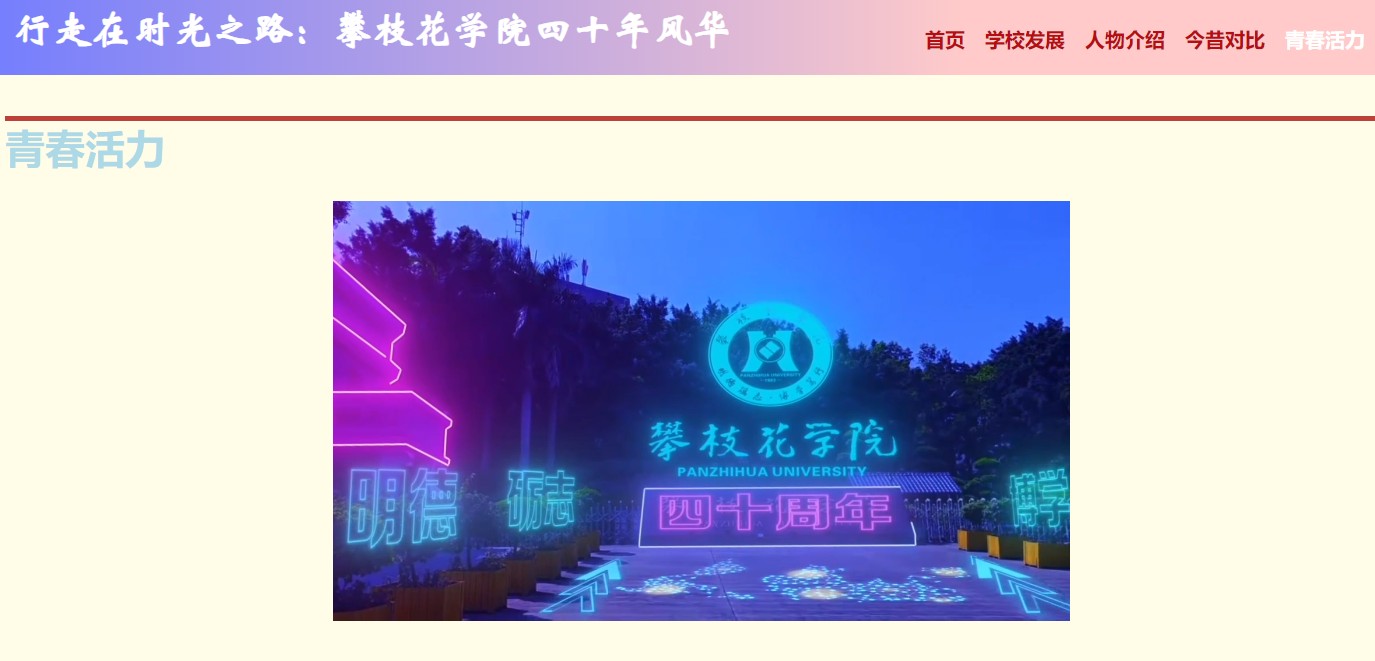 行走在时光之路：攀枝花学院四十年风华
首页 学校发展 人物介绍 今昔对比 青春活力
青春活力
PANZHIHUA UNIVERSITY
攀枝花学院
PANZHIHUA UNIVERSITY
四十周年
明德 砺志 博学